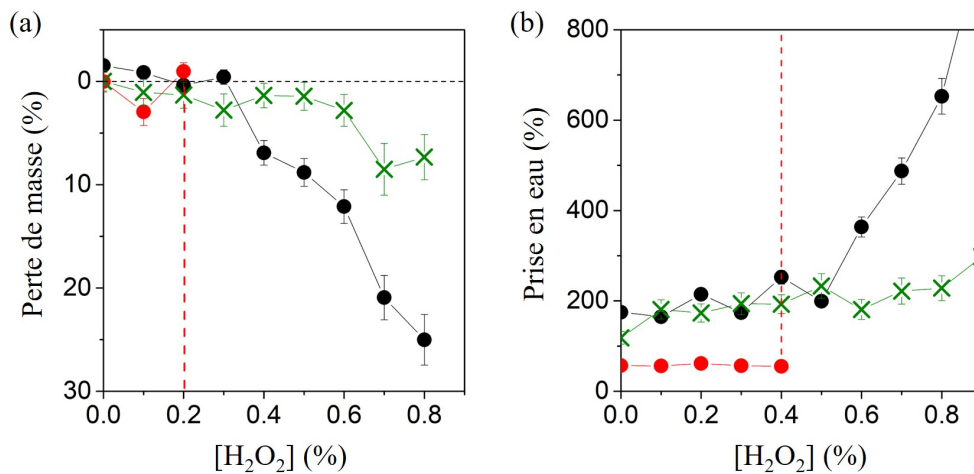 (a)
Perte de masse (%)
0
10
20
30
0.0 0.2 0.4 0.6 0.8
[H₂O₂] (%)
(b)
Prise en eau (%)
800
600
400
200
0
0.0 0.2 0.4 0.6 0.8
[H₂O₂] (%)